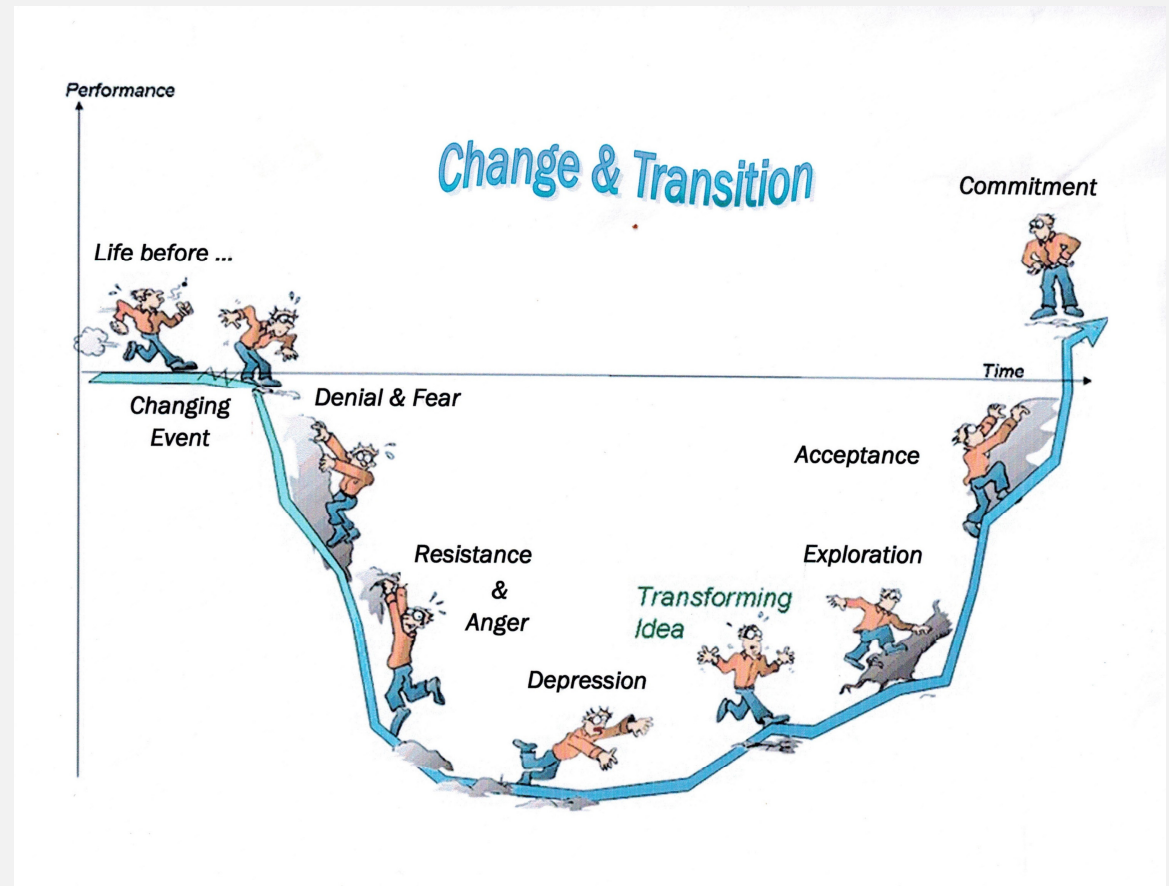 Performance
Change & Transition
Commitment
Life before ...
Time
Changing
Event
Denial & Fear
Acceptance
Resistance
&
Anger
Exploration
Transforming
Idea
Depression